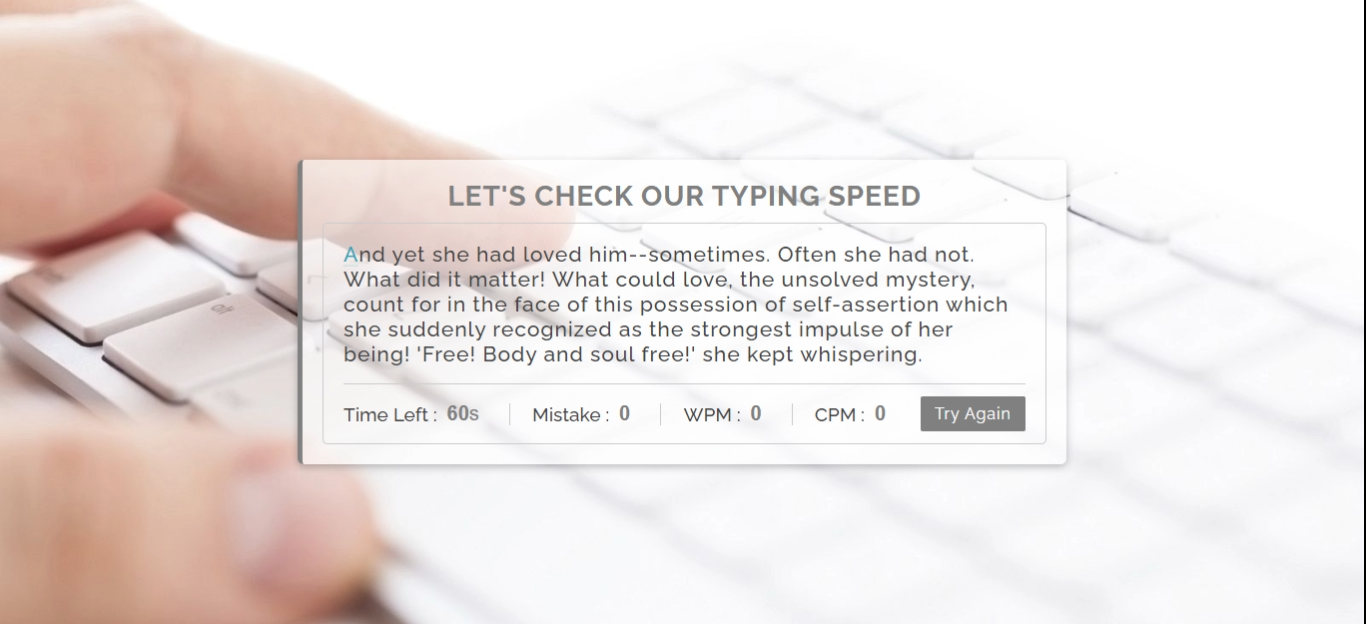 LET'S CHECK OUR TYPING SPEED
And yet she had loved him--sometimes. Often she had not.
What did it matter! What could love, the unsolved mystery,
count for in the face of this possession of self-assertion which
she suddenly recognized as the strongest impulse of her
being! 'Free! Body and soul free!' she kept whispering.
Time Left : 60s Mistake : 0 WPM : 0 CPM : 0 Try Again